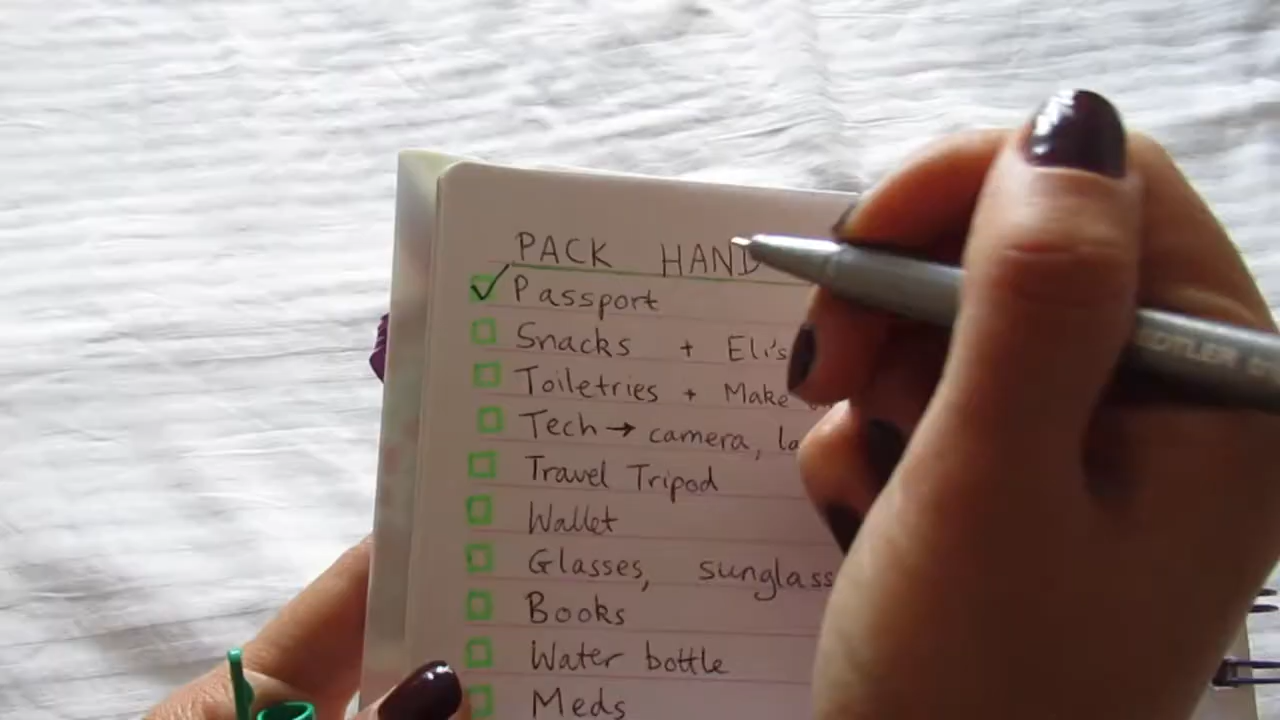 PACK HAND
Passport
Snacks + Eli's
Toiletries + Make
Tech → camera,
Travel Tripod
Wallet
Glasses, sunglass
Books
Water bottle
Meds